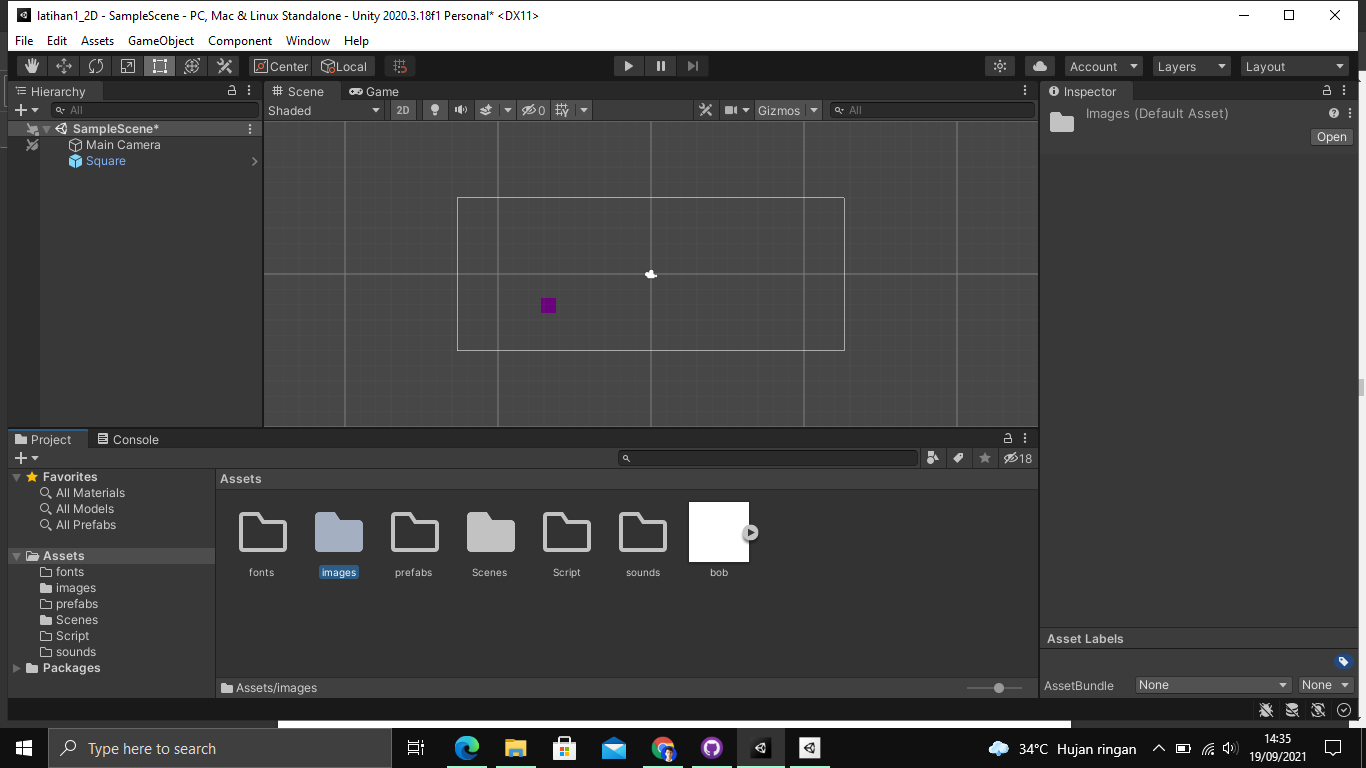 latihan1_2D - SampleScene - PC, Mac & Linux Standalone - Unity 2020.3.18f1 Personal* <DX11>
File Edit Assets GameObject Component Window Help
Center Local Account Layers Layout
Hierarchy Scene Game Inspector
All Shaded 2D 0 Gizmos All
Images (Default Asset)
Open
SampleScene*
Main Camera
Square
Project Console
18
Favorites
All Materials
All Models
All Prefabs
Assets
fonts
images
prefabs
Scenes
Script
sounds
Packages
Assets
fonts images prefabs Scenes Script sounds bob
Assets/images
Asset Labels
AssetBundle None None
Type here to search
34°C Hujan ringan
14:35
19/09/2021